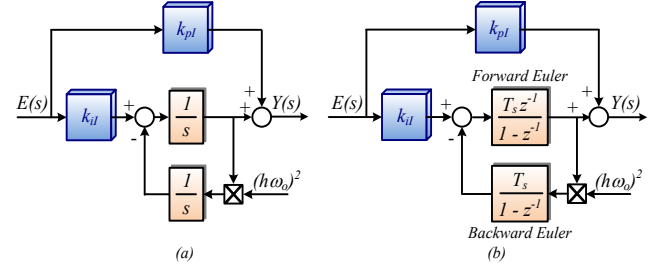 k_pI
E(s)
k_iI
+
-
1
s
+
+
Y(s)
1
s
(hω_o)^2
(a)
k_pI
Forward Euler
E(s)
k_iI
+
-
T_s z^-1
1 - z^-1
+
+
Y(s)
T_s
1 - z^-1
(hω_o)^2
Backward Euler
(b)